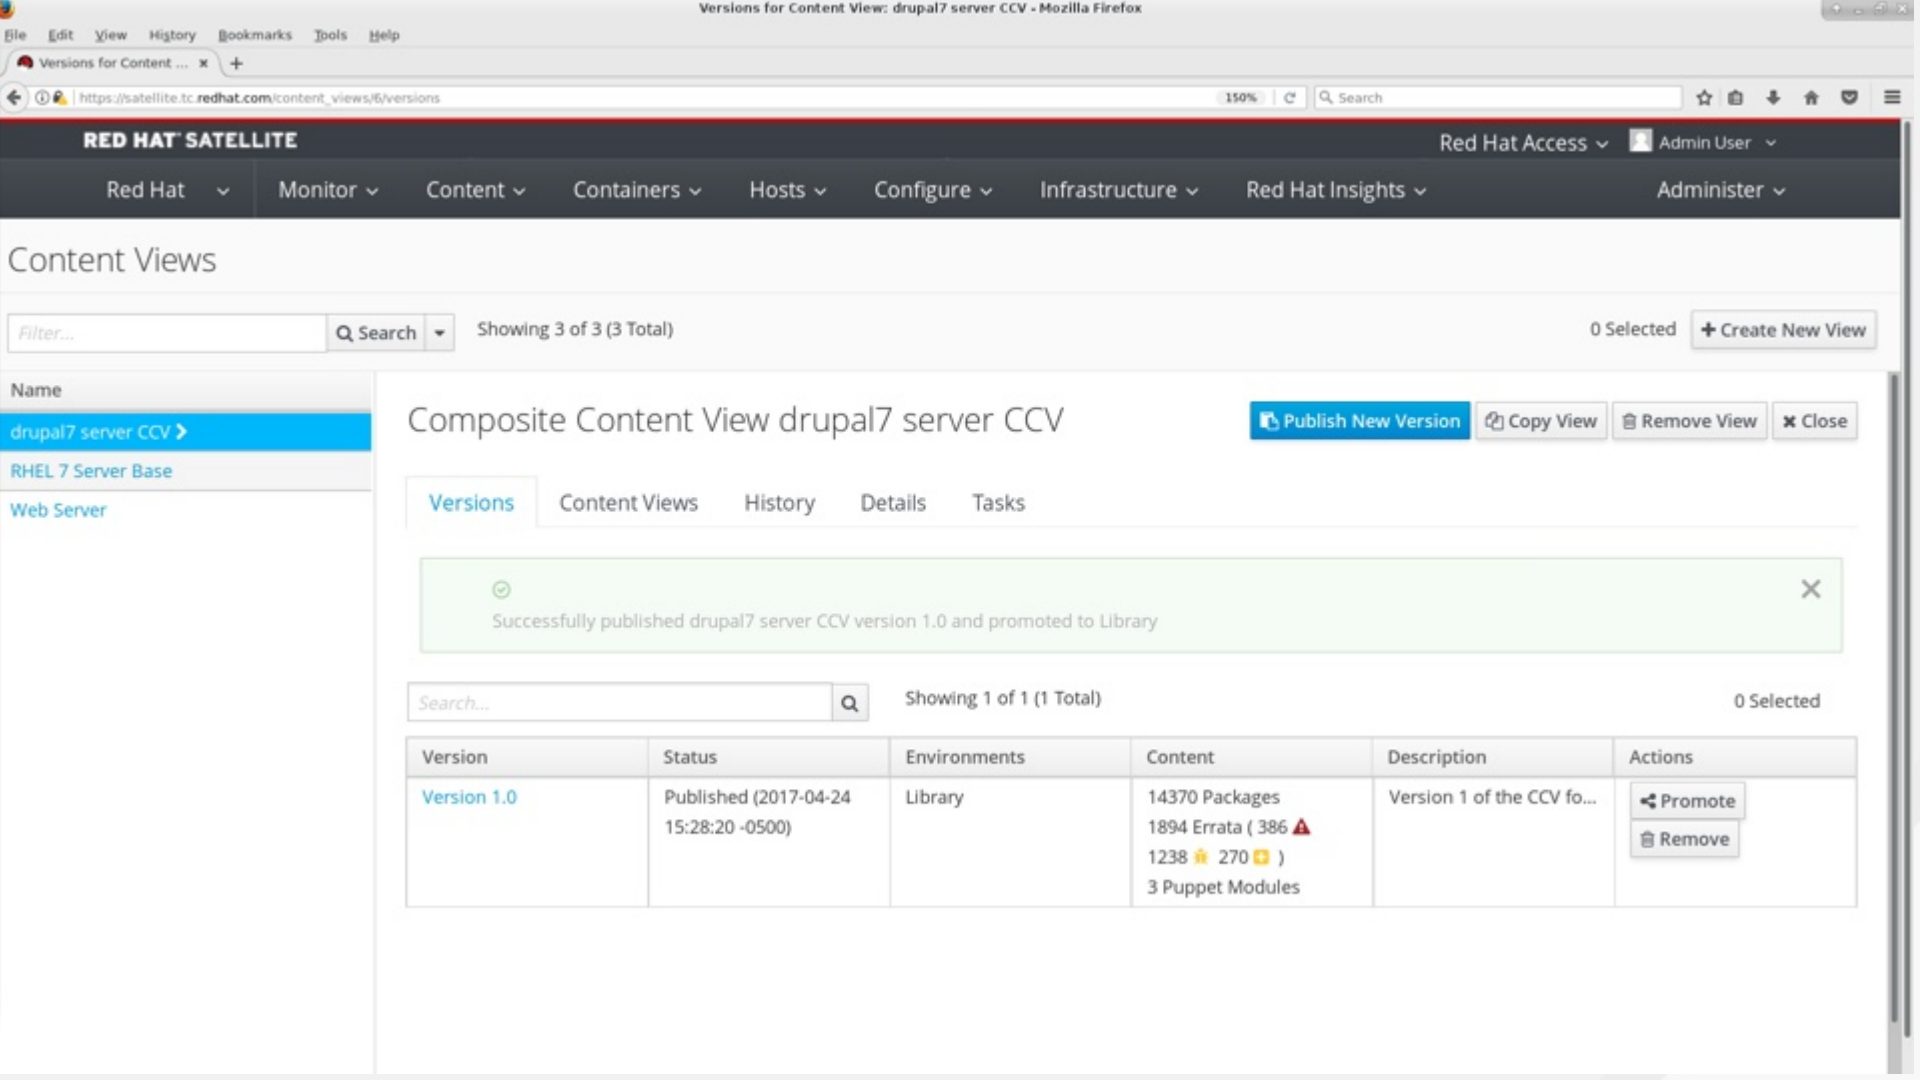 Versions for Content View: drupal7 server CCV - Mozilla Firefox
File Edit View History Bookmarks Tools Help
Versions for Content ...
https://satellite.tc.redhat.com/content_views/6/versions 150% Search
RED HAT SATELLITE Red Hat Access Admin User
Red Hat Monitor Content Containers Hosts Configure Infrastructure Red Hat Insights Administer
Content Views
Filter... Search Showing 3 of 3 (3 Total) 0 Selected + Create New View
Name
drupal7 server CCV
RHEL 7 Server Base
Web Server
Composite Content View drupal7 server CCV Publish New Version Copy View Remove View Close
Versions Content Views History Details Tasks
Successfully published drupal7 server CCV version 1.0 and promoted to Library
Search... Showing 1 of 1 (1 Total) 0 Selected
Version Status Environments Content Description Actions
Version 1.0 Published (2017-04-24 Library 14370 Packages Version 1 of the CCV fo... Promote
15:28:20 -0500) 1894 Errata ( 386
Remove
1238 270 )
3 Puppet Modules